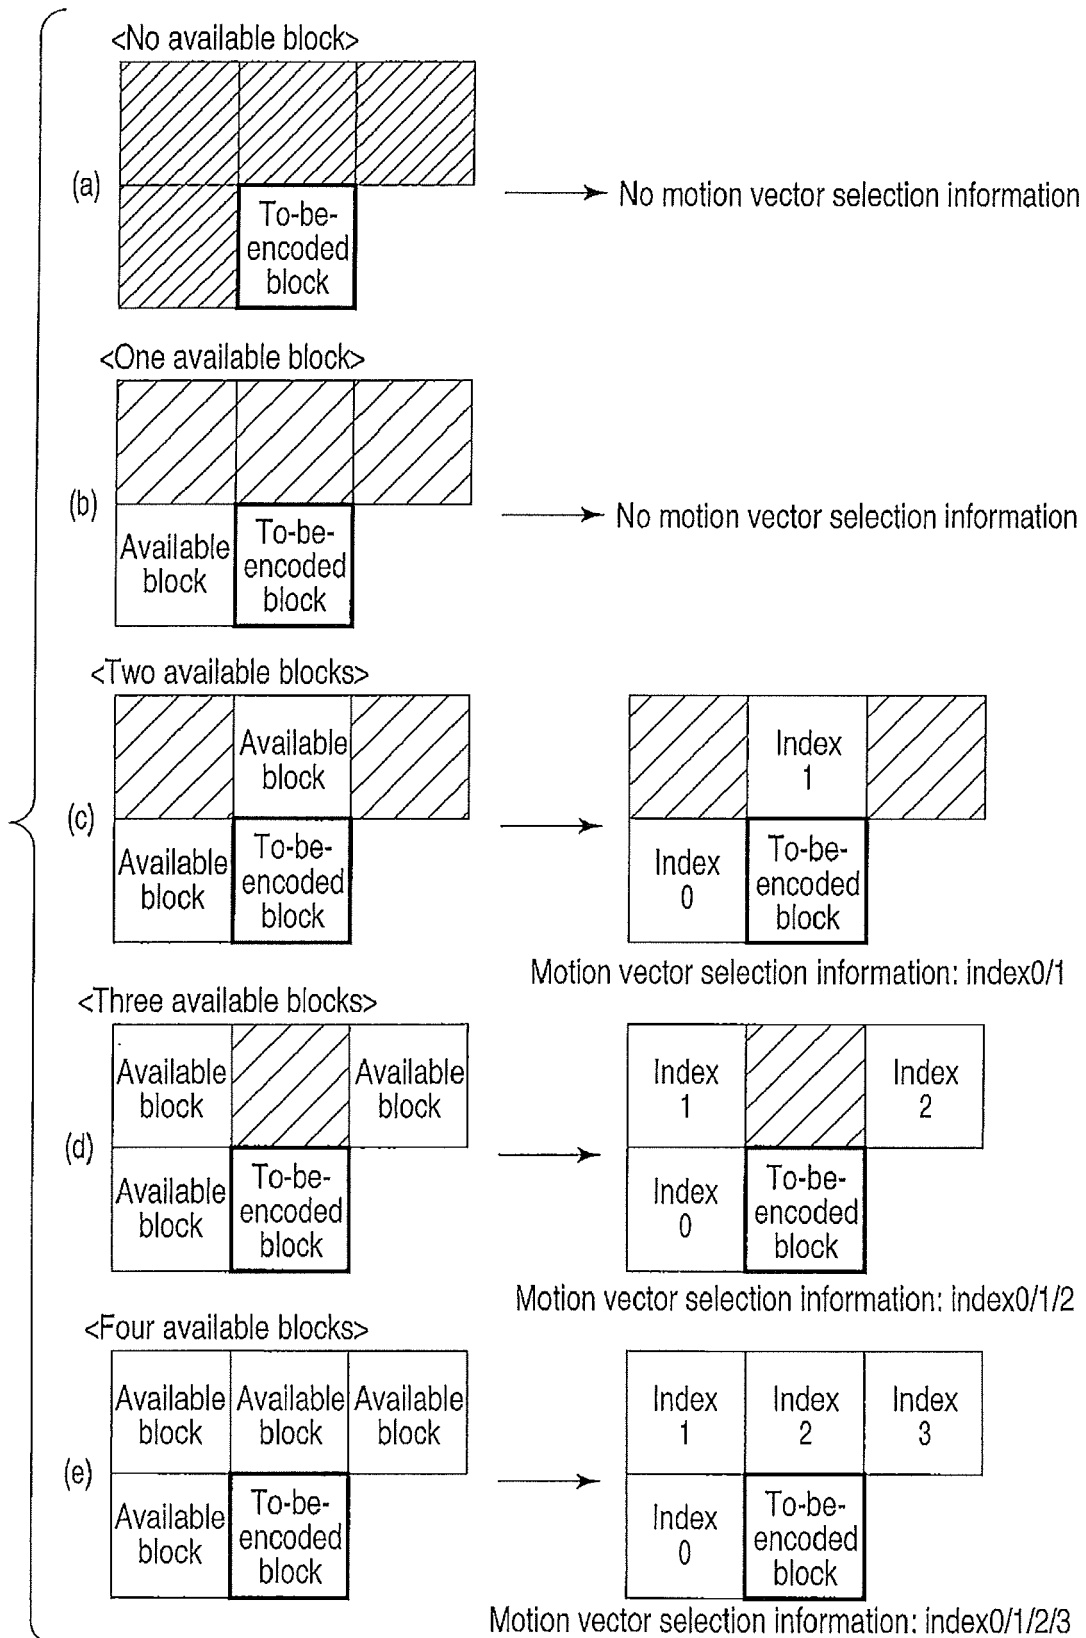 <No available block>
(a)
To-be-
encoded
block
No motion vector selection information
<One available block>
(b)
Available
block
To-be-
encoded
block
No motion vector selection information
<Two available blocks>
(c)
Available
block
Available
block
To-be-
encoded
block
Index
1
Index
0
To-be-
encoded
block
Motion vector selection information: index0/1
<Three available blocks>
(d)
Available
block
Available
block
Available
block
To-be-
encoded
block
Index
1
Index
2
Index
0
To-be-
encoded
block
Motion vector selection information: index0/1/2
<Four available blocks>
(e)
Available
block
Available
block
Available
block
Available
block
To-be-
encoded
block
Index
1
Index
2
Index
3
Index
0
To-be-
encoded
block
Motion vector selection information: index0/1/2/3